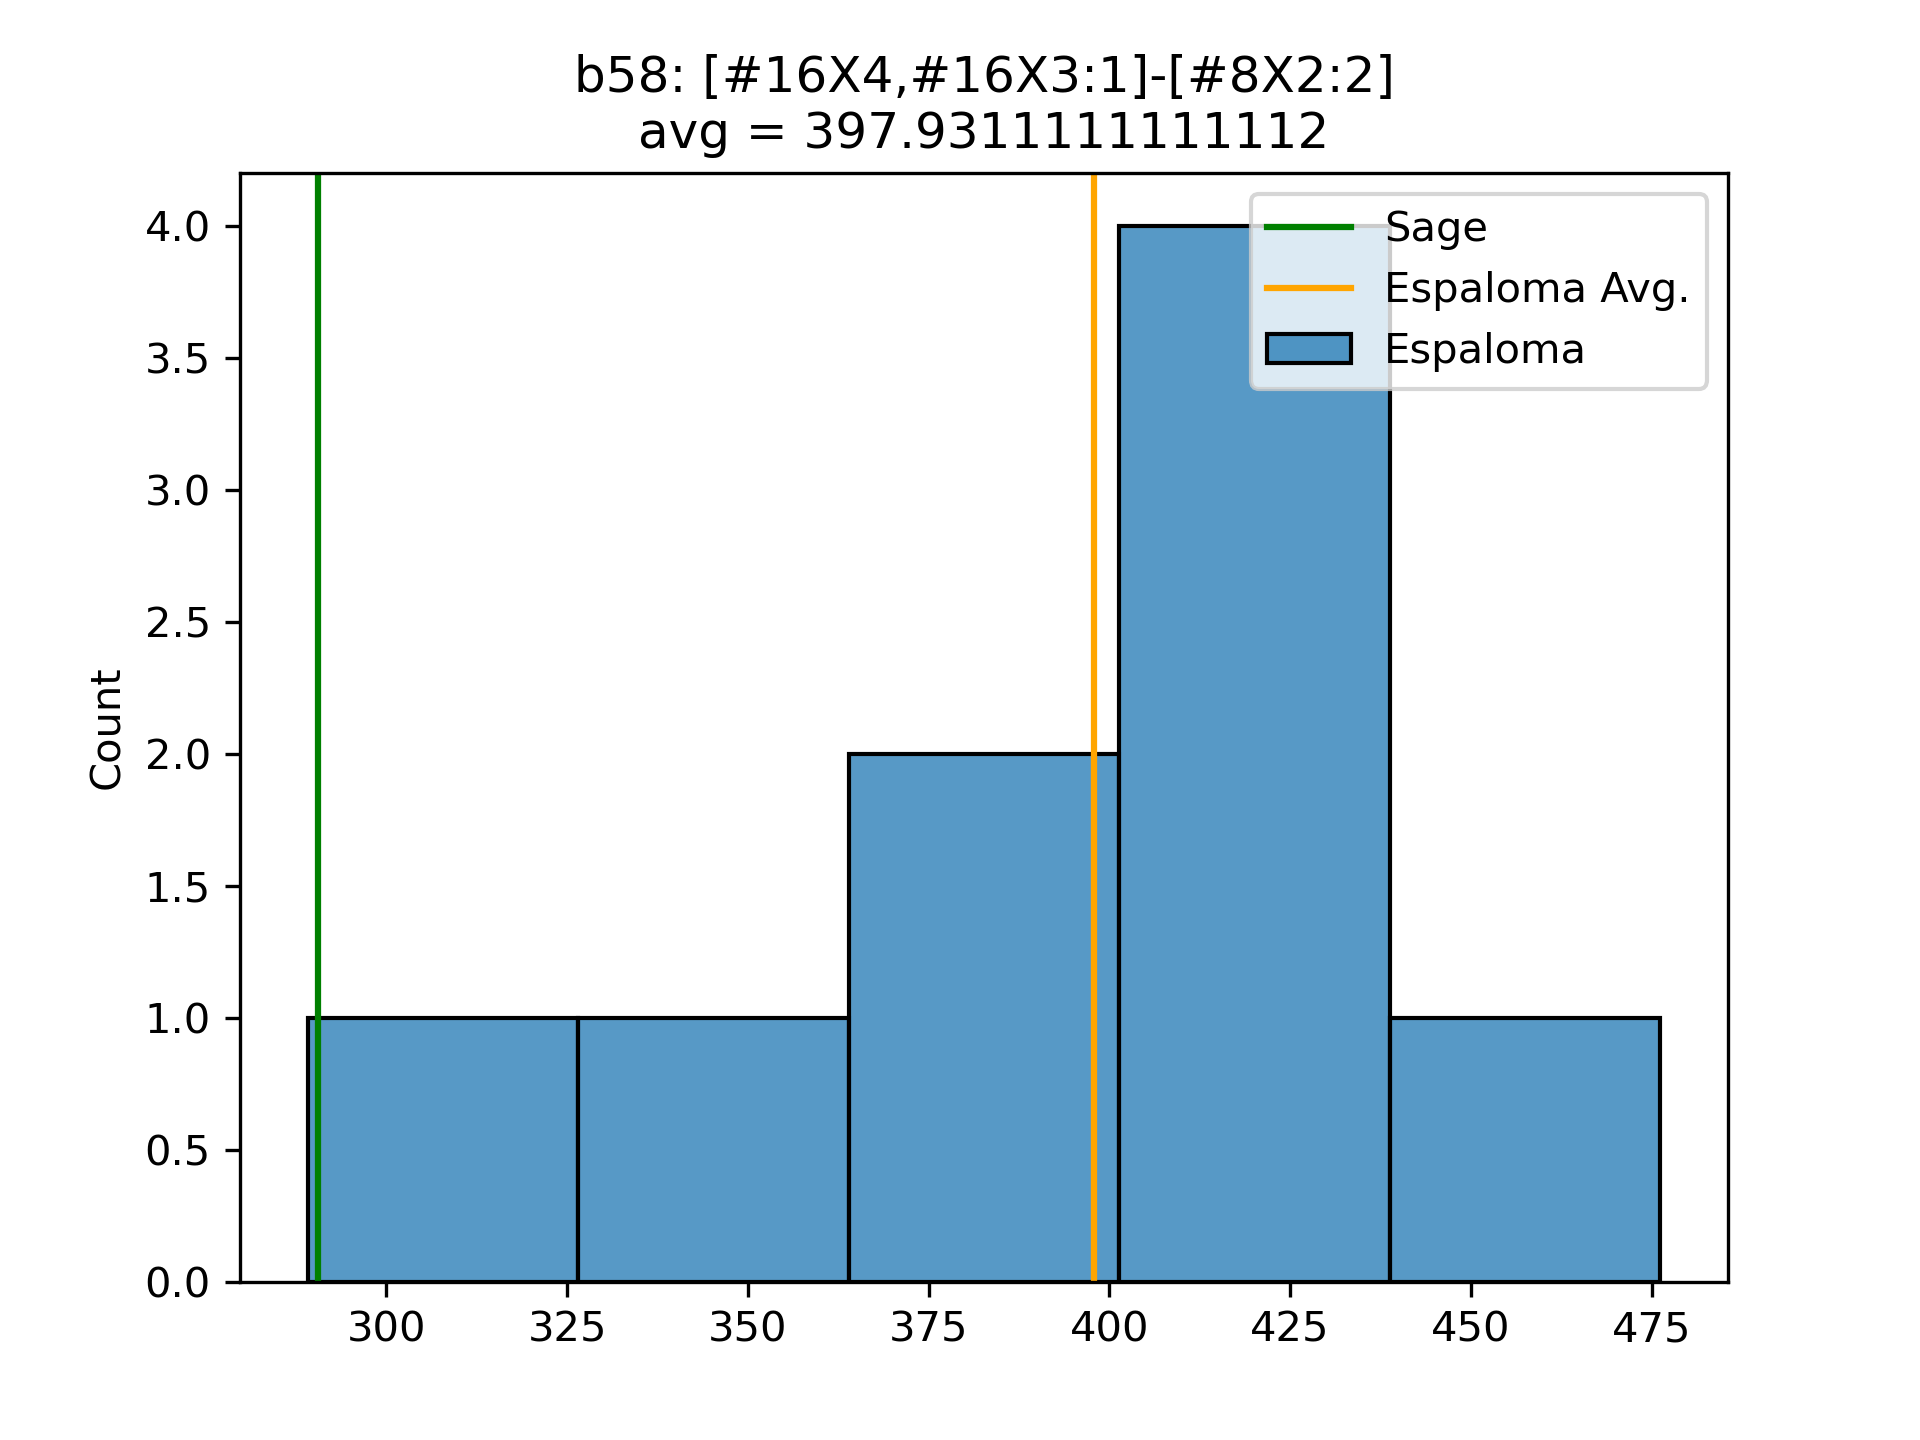 b58: [#16X4,#16X3:1]-[#8X2:2]
avg = 397.9311111111112
Sage
Espaloma Avg.
Espaloma
Count
4.0
3.5
3.0
2.5
2.0
1.5
1.0
0.5
0.0
300 325 350 375 400 425 450 475